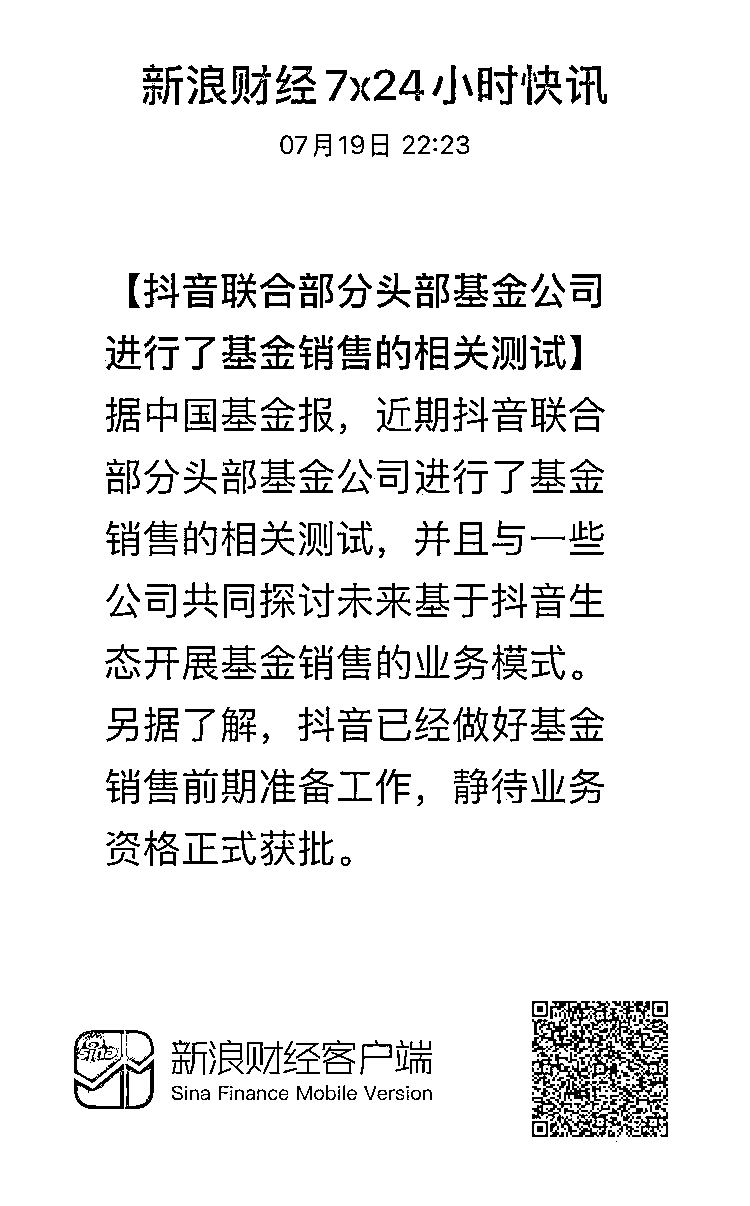 新浪财经7x24小时快讯
07月19日 22:23
【抖音联合部分头部基金公司
进行了基金销售的相关测试】
据中国基金报，近期抖音联合
部分头部基金公司进行了基金
销售的相关测试，并且与一些
公司共同探讨未来基于抖音生
态开展基金销售的业务模式。
另据了解，抖音已经做好基金
销售前期准备工作，静待业务
资格正式获批。
sina
新浪财经客户端
Sina Finance Mobile Version